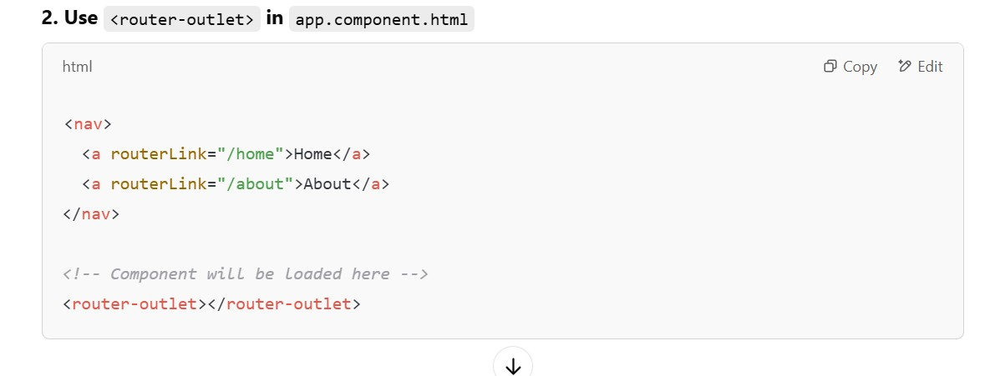 2. Use <router-outlet> in app.component.html
html
Copy
Edit
<nav>
  <a routerLink="/home">Home</a>
  <a routerLink="/about">About</a>
</nav>
<!-- Component will be loaded here -->
<router-outlet></router-outlet>